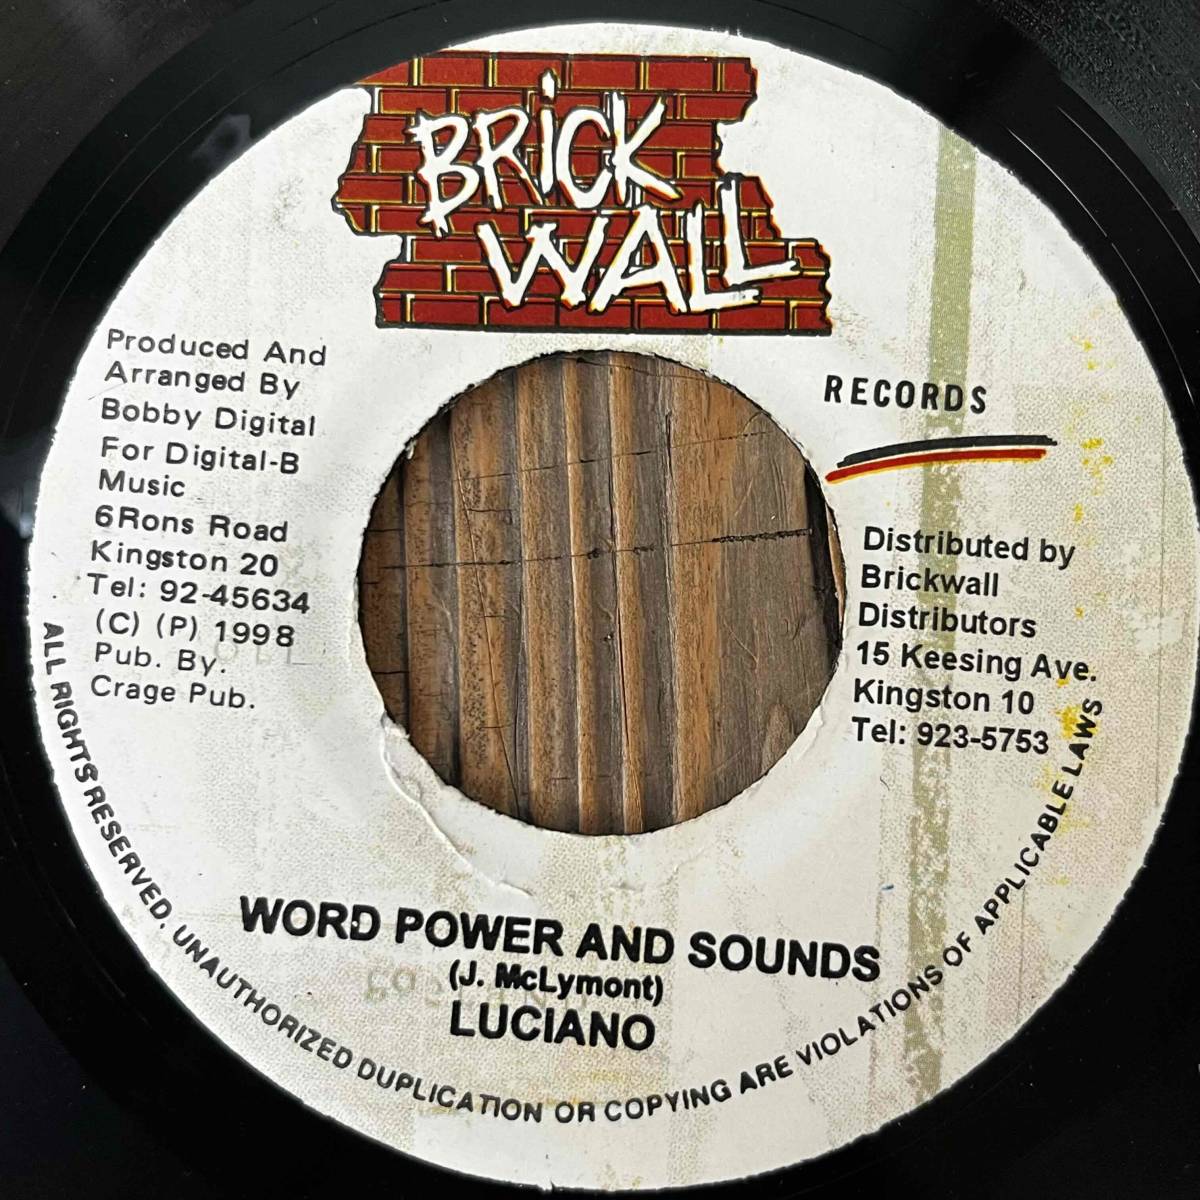 BRiCK
WALL
RECORDS
Produced And
Arranged By
Bobby Digital
For Digital-B
Music
6Rons Road
Kingston 20
Tel: 92-45634
(C) (P) 1998
Pub. By.
Crage Pub.
Distributed by
Brickwall
Distributors
15 Keesing Ave.
Kingston 10
Tel: 923-5753
WORD POWER AND SOUNDS
(J. McLymont)
LUCIANO
ALL RIGHTS RESERVED. UNAUTHORIZED DUPLICATION OR COPYING ARE VIOLATIONS OF APPLICABLE LAWS